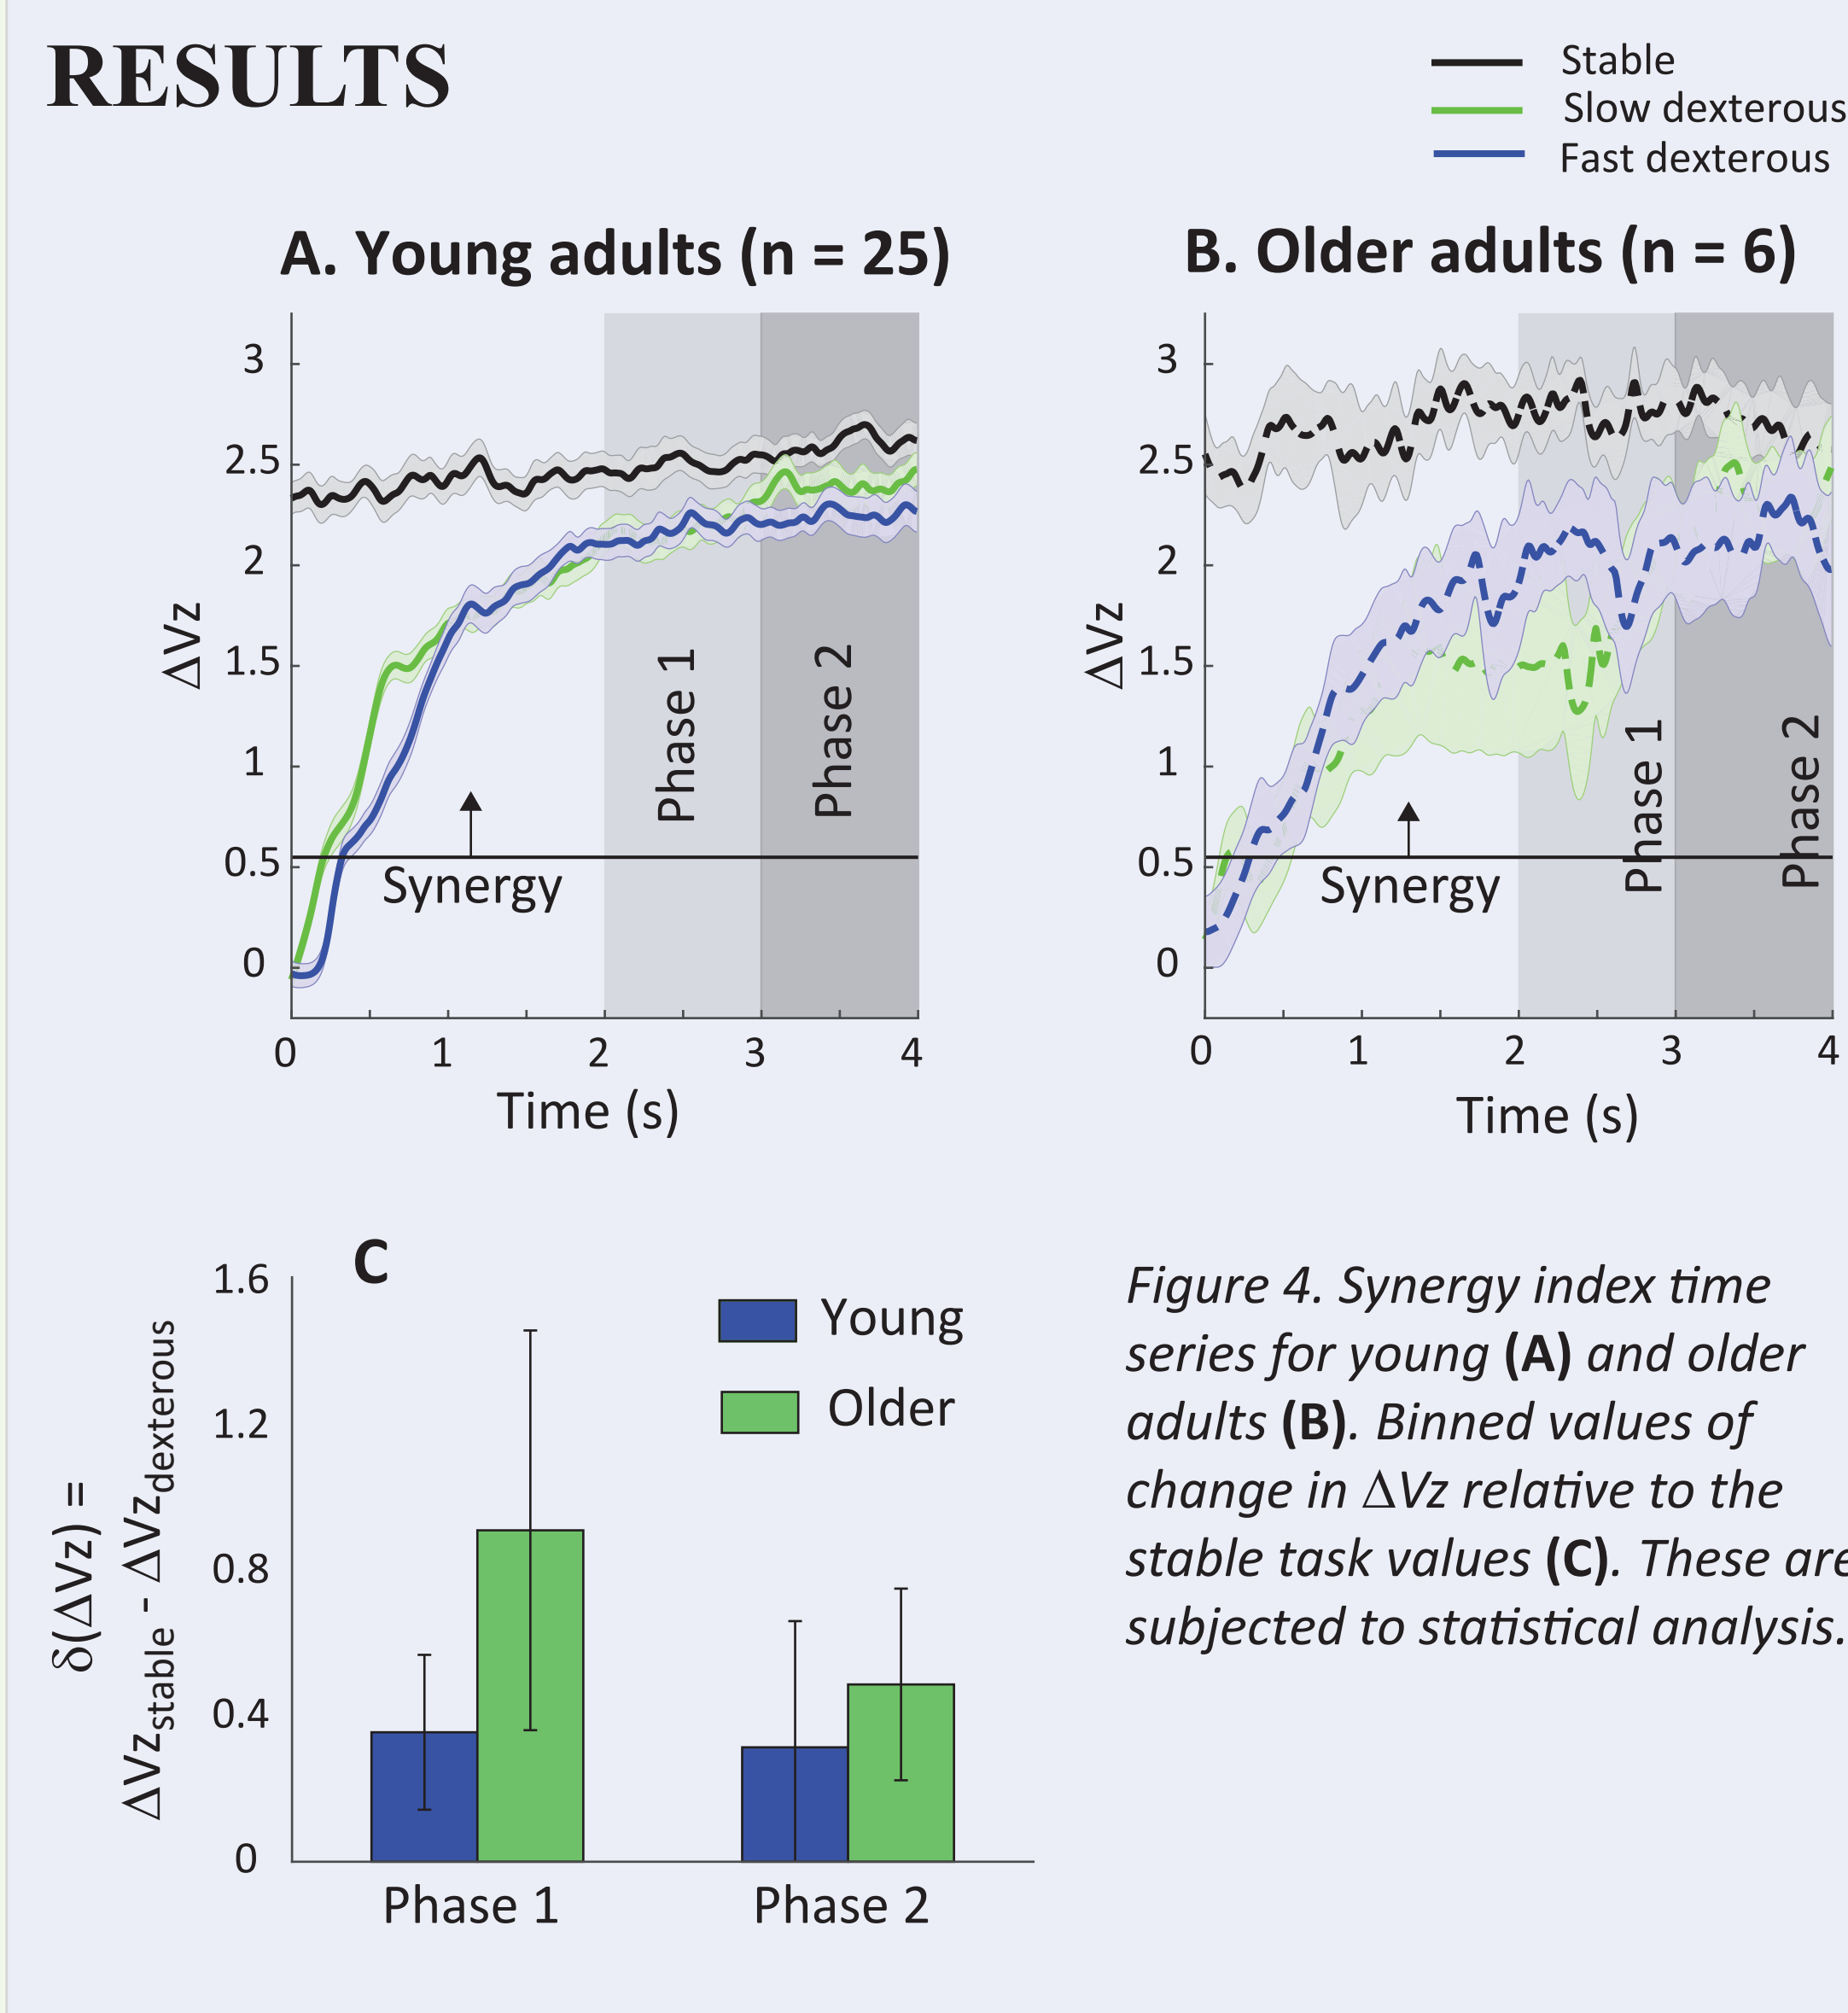 RESULTS
Stable
Slow dexterous
Fast dexterous
A. Young adults (n = 25)
3
2.5
2
1.5
1
0.5
0
ΔVz
Phase 1
Phase 2
Synergy
0 1 2 3 4
Time (s)
B. Older adults (n = 6)
3
2.5
2
1.5
1
0.5
0
ΔVz
Phase 1
Phase 2
Synergy
0 1 2 3 4
Time (s)
C
1.6
1.2
0.8
0.4
0
δ(ΔVz) =
ΔVzstable - ΔVzdexterous
Young
Older
Phase 1 Phase 2
Figure 4. Synergy index time
series for young (A) and older
adults (B). Binned values of
change in ΔVz relative to the
stable task values (C). These are
subjected to statistical analysis.